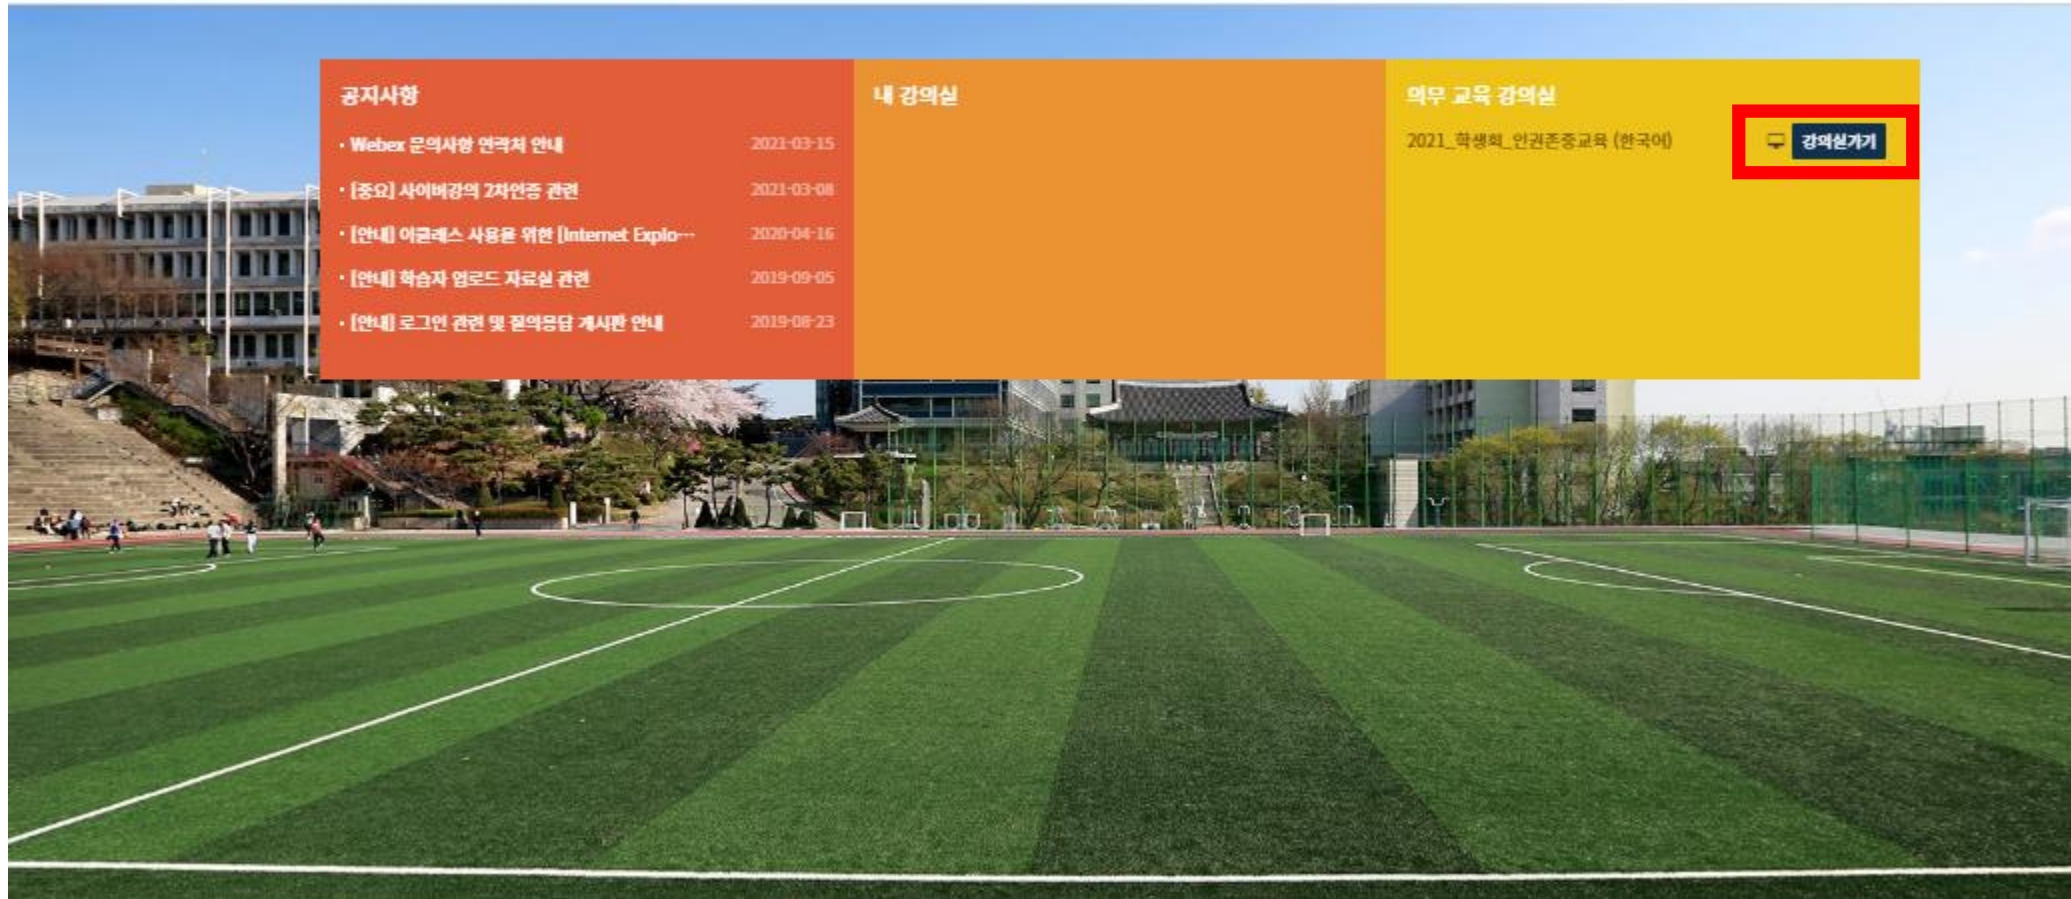 공지사항
· Webex 문의사항 연락처 안내 2021-03-15
· [중요] 사이버강의 2차인증 관련 2021-03-08
· [안내] 이클래스 사용을 위한 [Internet Explo··· 2020-04-16
· [안내] 학습자 업로드 자료실 관련 2019-09-05
· [안내] 로그인 관련 및 질의응답 게시판 안내 2019-08-23
내 강의실
의무 교육 강의실
2021_학생회_인권존중교육 (한국어) 강의실가기